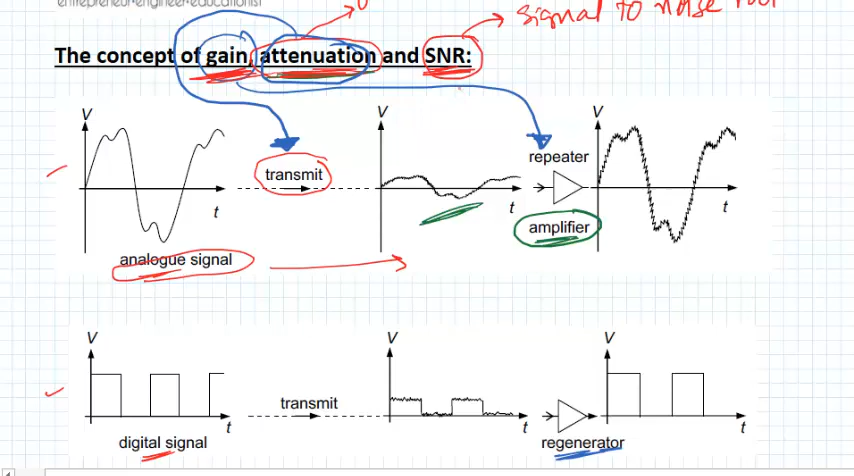 entrepreneur•engineer•educationist
signal to noise
The concept of gain, attenuation and SNR:
V
V
V
repeater
transmit
t
t
t
amplifier
analogue signal
V
V
V
transmit
t
t
t
digital signal
regenerator